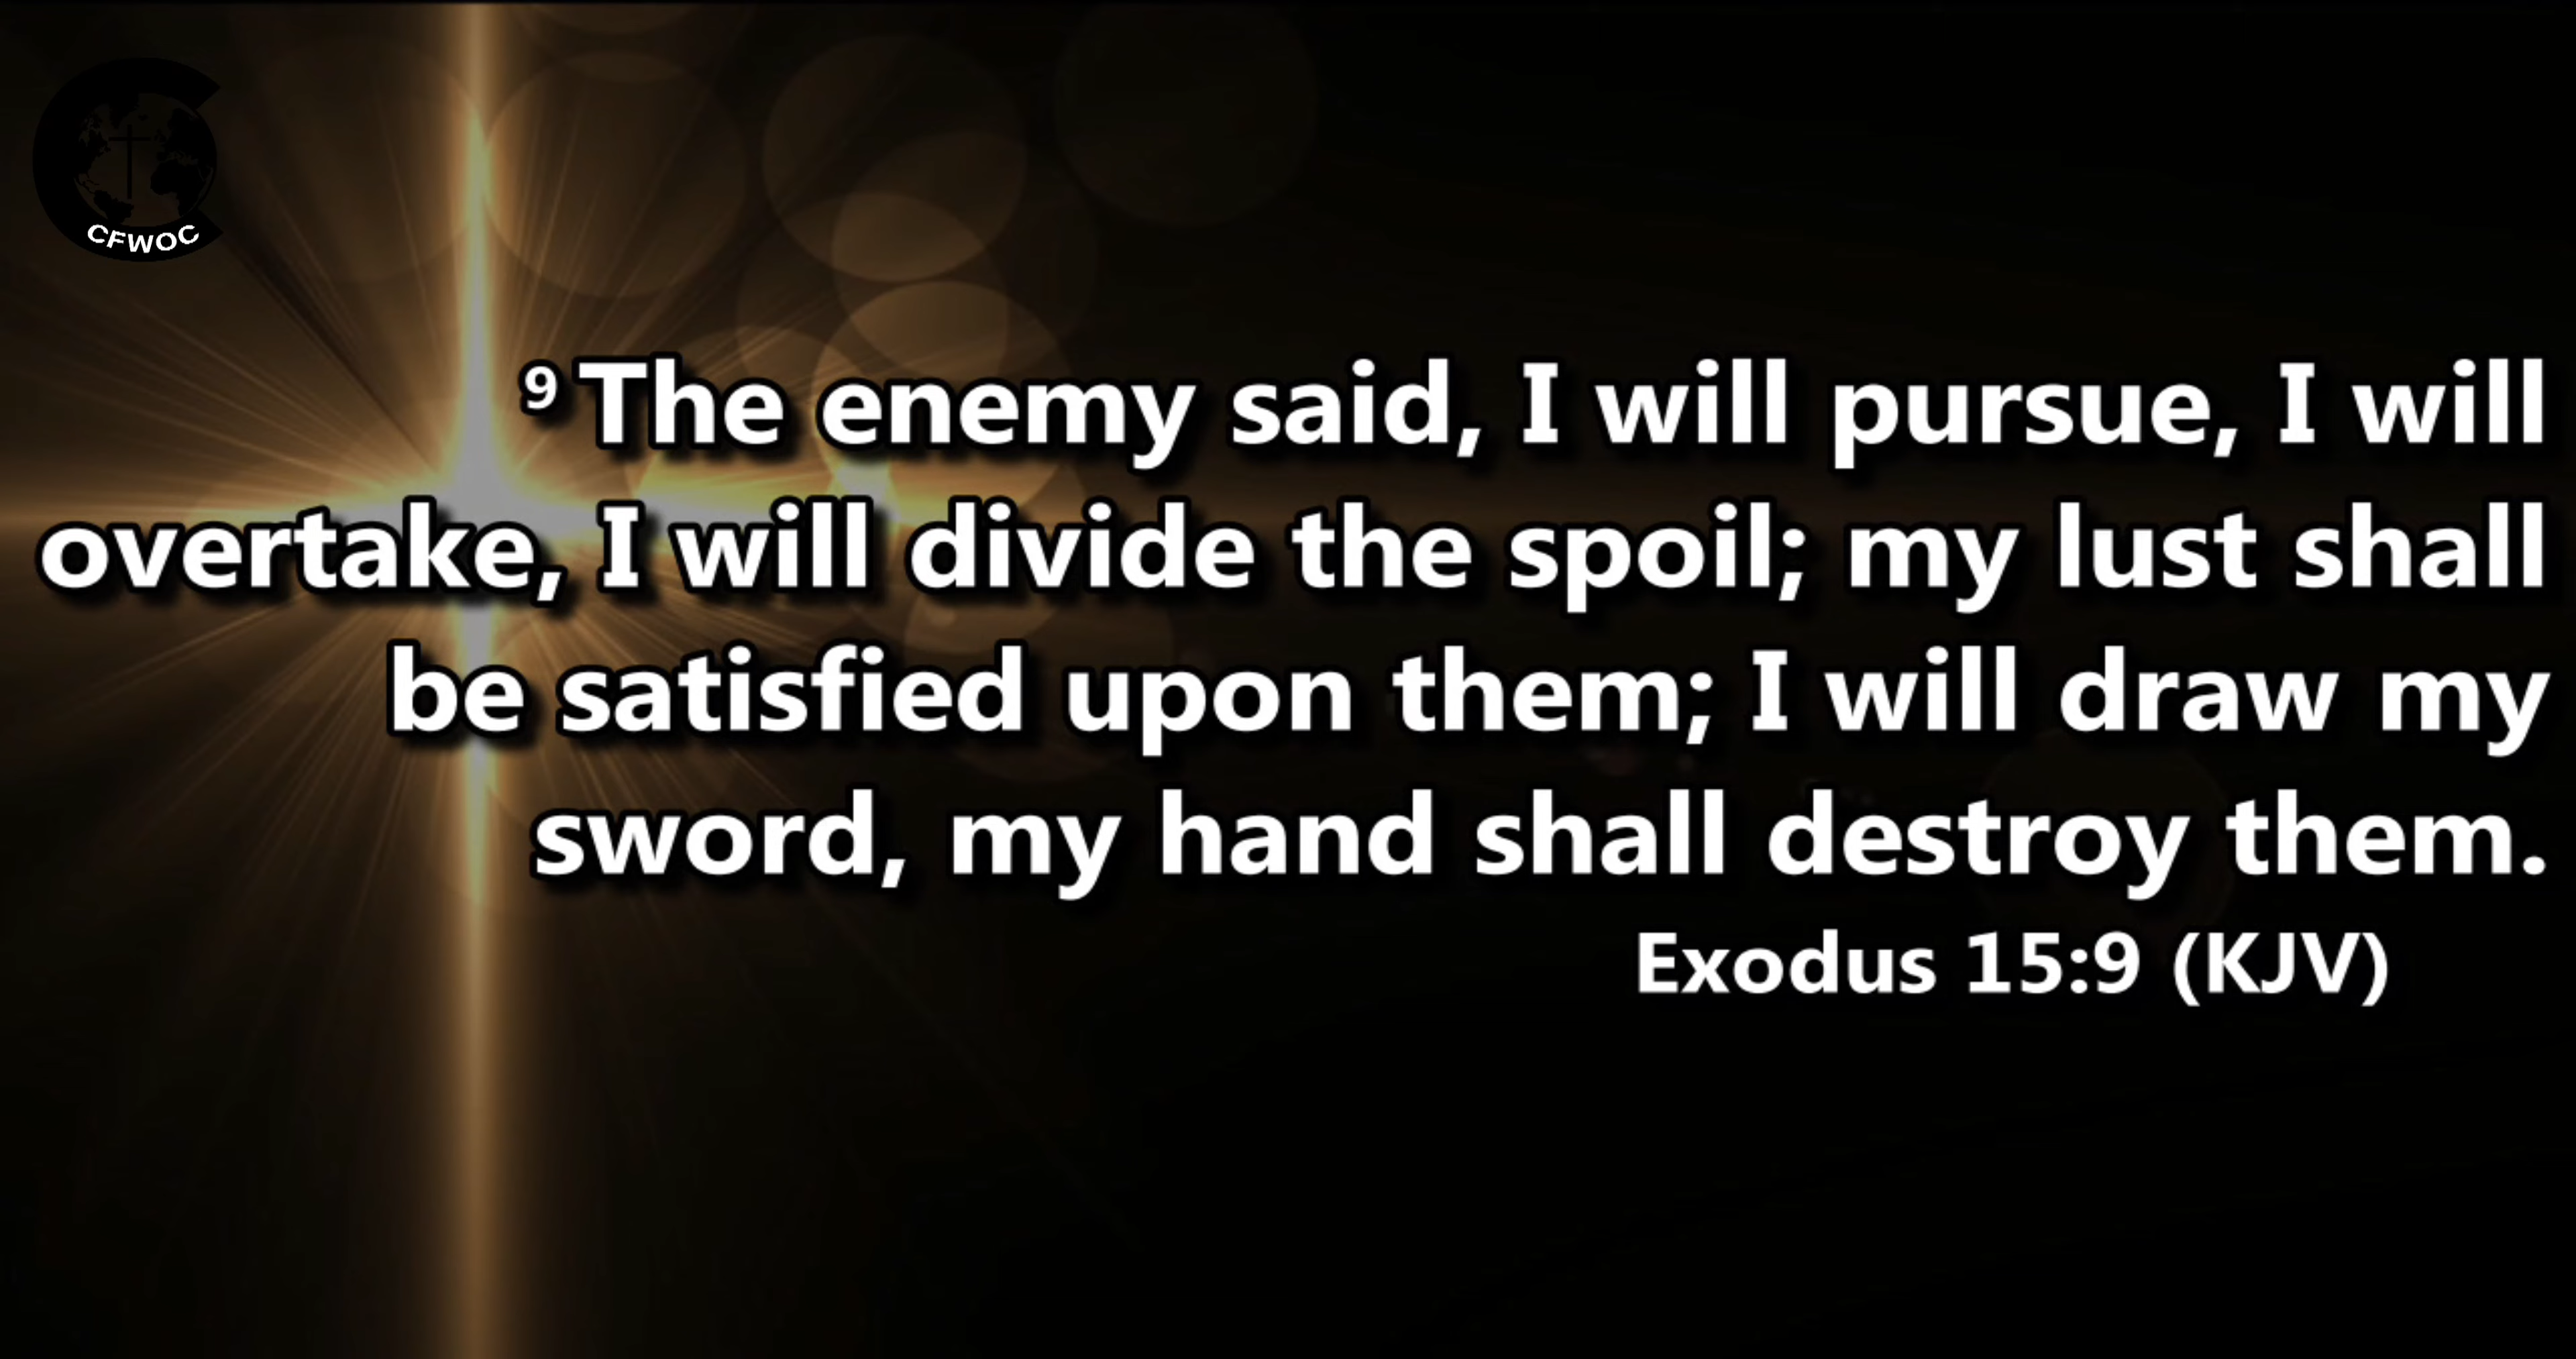 CFWOC
9 The enemy said, I will pursue, I will
overtake, I will divide the spoil; my lust shall
be satisfied upon them; I will draw my
sword, my hand shall destroy them.
Exodus 15:9 (KJV)